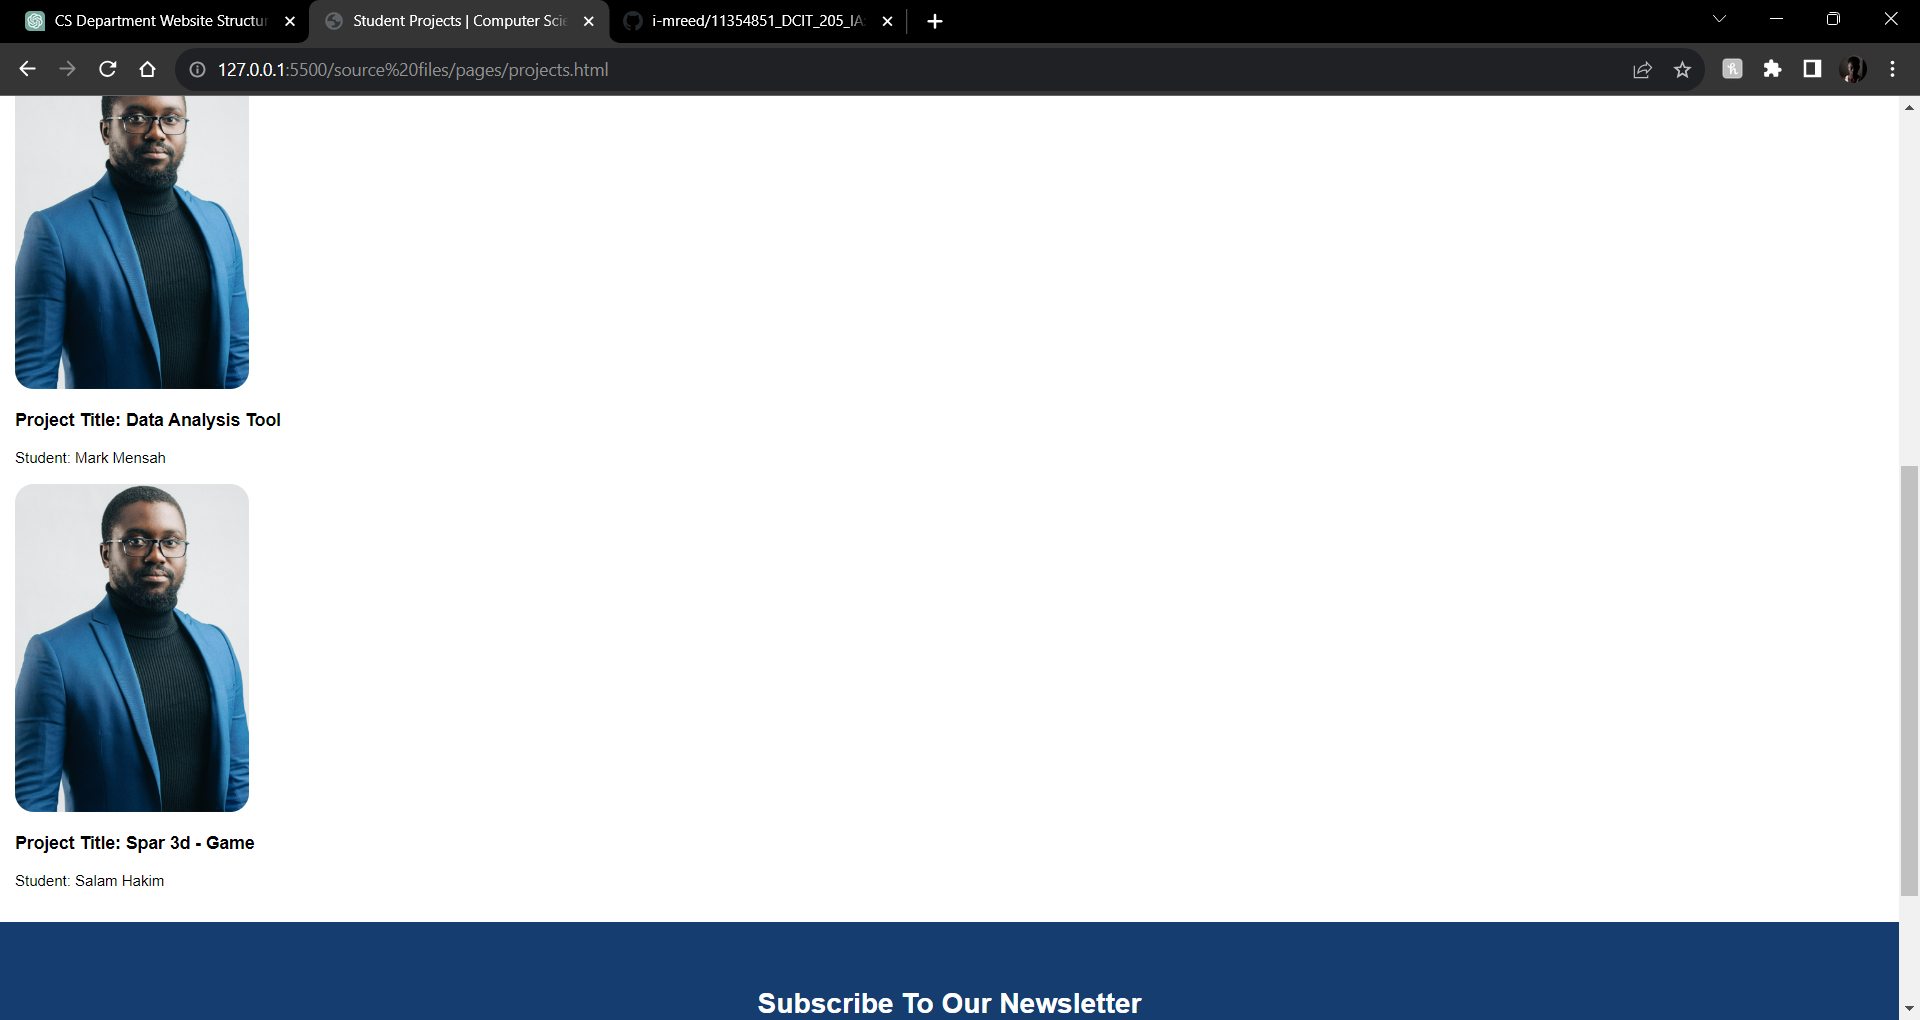 CS Department Website Structur
Student Projects | Computer Scie
i-mreed/11354851_DCIT_205_IA
127.0.0.1:5500/source%20files/pages/projects.html
Project Title: Data Analysis Tool
Student: Mark Mensah
Project Title: Spar 3d - Game
Student: Salam Hakim
Subscribe To Our Newsletter